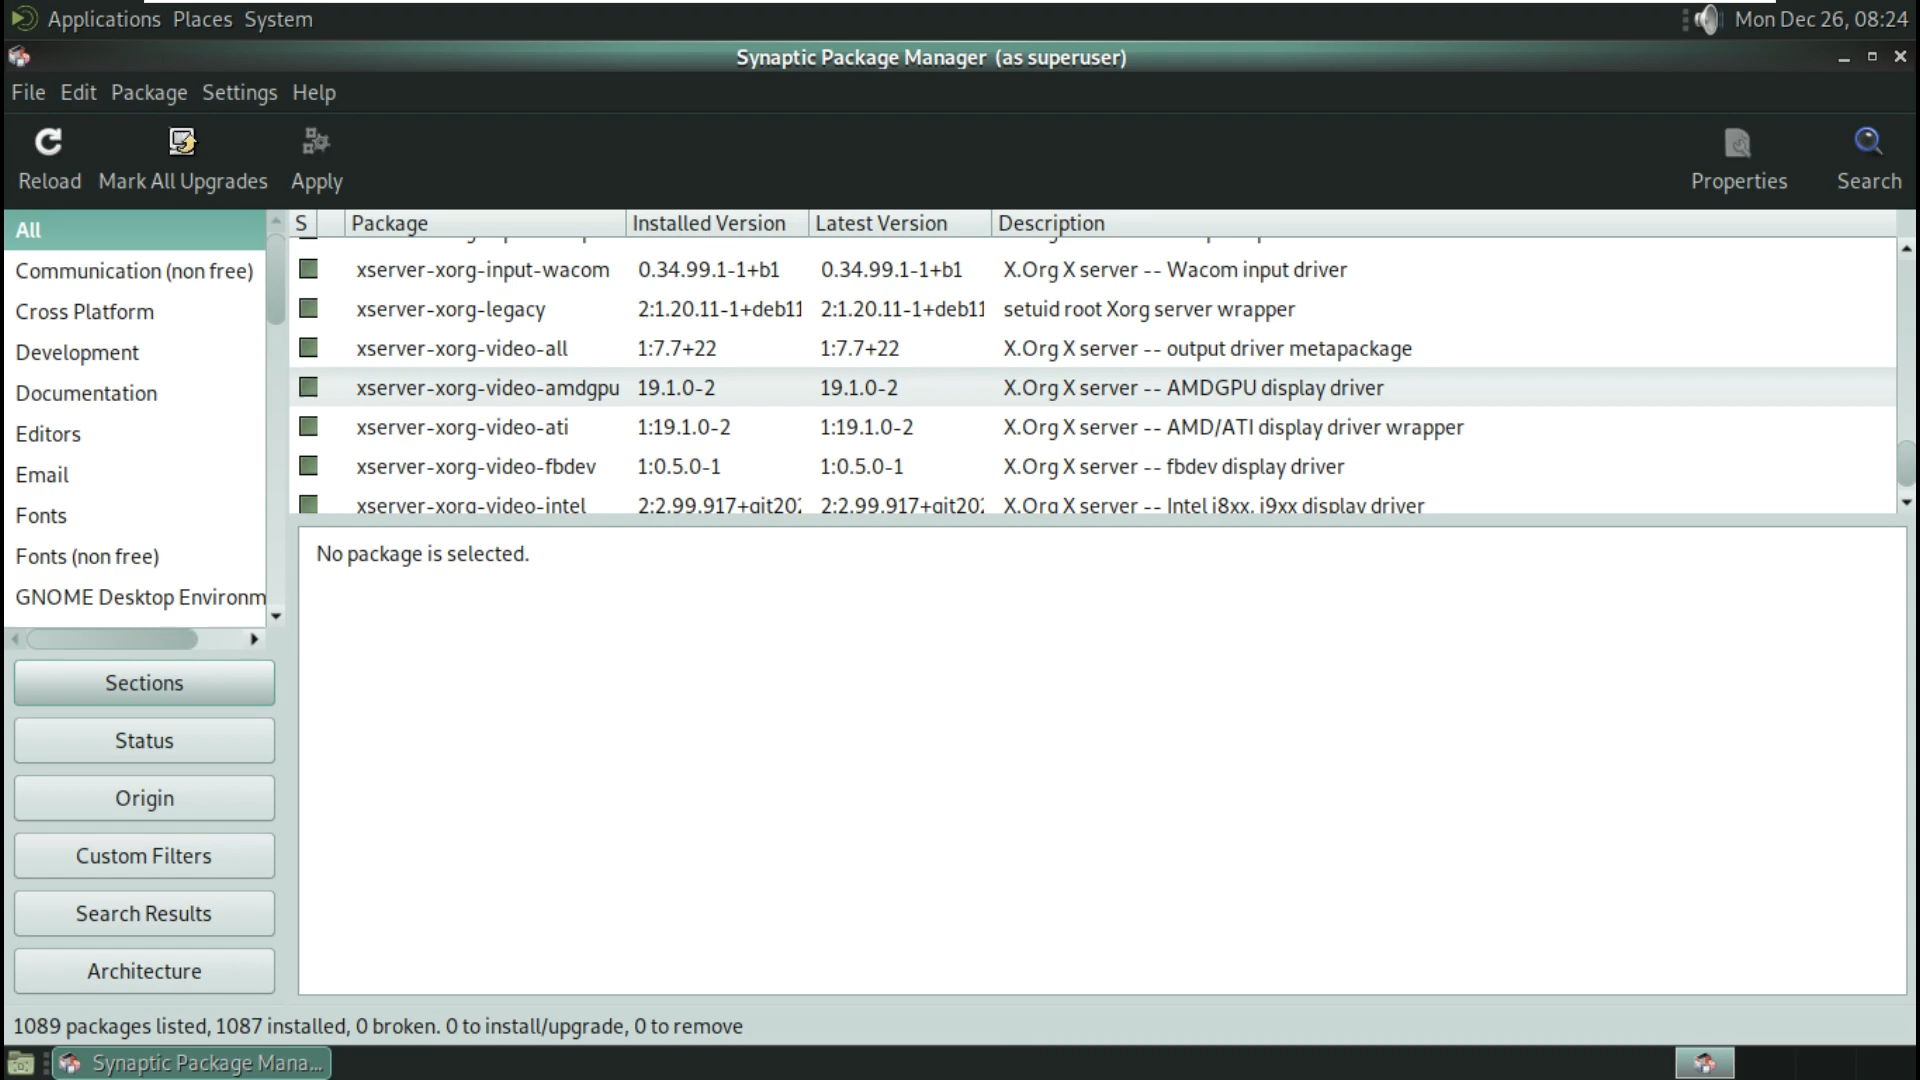 Applications Places System
Mon Dec 26, 08:24
Synaptic Package Manager (as superuser)
File Edit Package Settings Help
Reload Mark All Upgrades Apply Properties Search
All
Communication (non free)
Cross Platform
Development
Documentation
Editors
Email
Fonts
Fonts (non free)
GNOME Desktop Environm
Sections
Status
Origin
Custom Filters
Search Results
Architecture
S Package Installed Version Latest Version Description
xserver-xorg-input-wacom 0.34.99.1-1+b1 0.34.99.1-1+b1 X.Org X server -- Wacom input driver
xserver-xorg-legacy 2:1.20.11-1+deb11 2:1.20.11-1+deb11 setuid root Xorg server wrapper
xserver-xorg-video-all 1:7.7+22 1:7.7+22 X.Org X server -- output driver metapackage
xserver-xorg-video-amdgpu 19.1.0-2 19.1.0-2 X.Org X server -- AMDGPU display driver
xserver-xorg-video-ati 1:19.1.0-2 1:19.1.0-2 X.Org X server -- AMD/ATI display driver wrapper
xserver-xorg-video-fbdev 1:0.5.0-1 1:0.5.0-1 X.Org X server -- fbdev display driver
xserver-xorg-video-intel 2:2.99.917+git202 2:2.99.917+git202 X.Org X server -- Intel i8xx, i9xx display driver
No package is selected.
1089 packages listed, 1087 installed, 0 broken. 0 to install/upgrade, 0 to remove
Synaptic Package Mana...